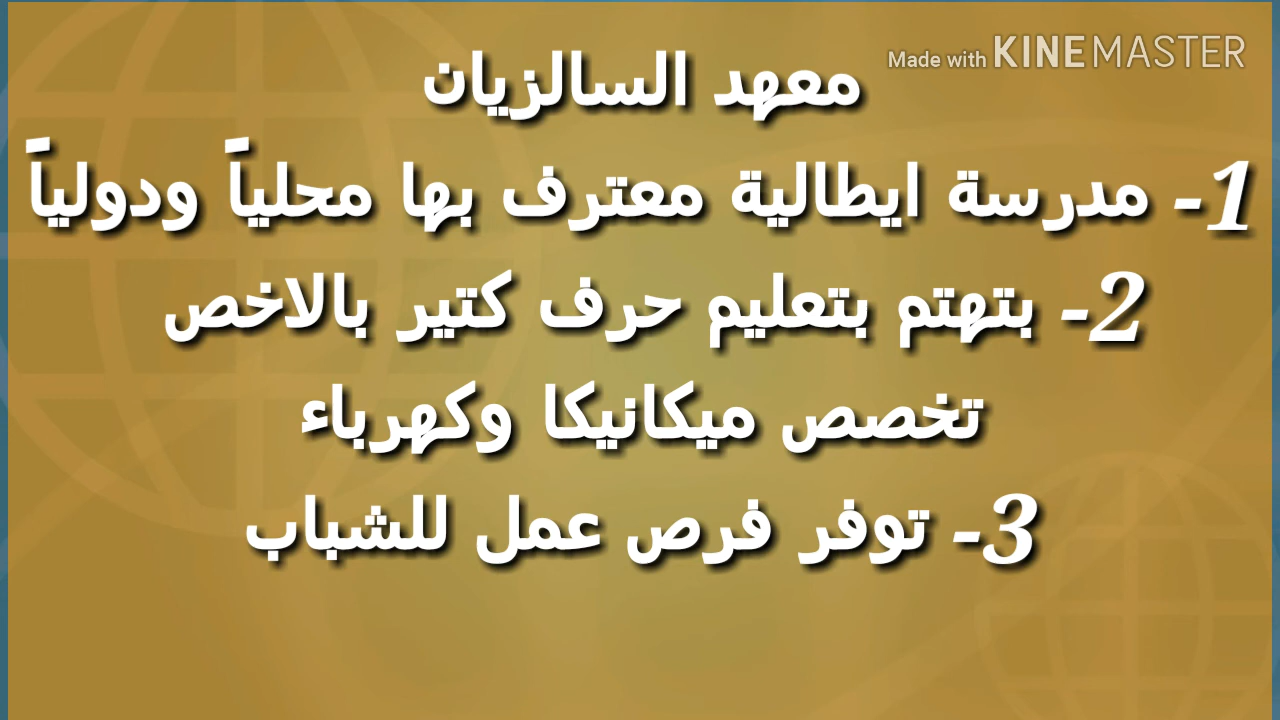 Made with KINEMASTER
معهد السالزيان
1- مدرسة ايطالية معترف بها محلياً ودولياً
2- بتهتم بتعليم حرف كتير بالاخص
تخصص ميكانيكا وكهرباء
3- توفر فرص عمل للشباب